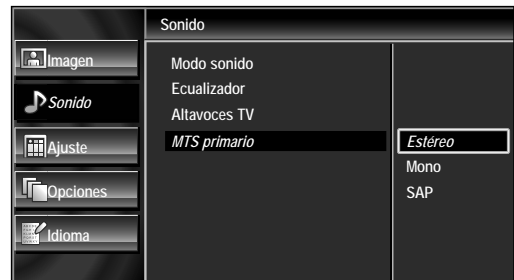 Sonido
Imagen
Sonido
Ajuste
Opciones
Idioma
Modo sonido
Ecualizador
Altavoces TV
MTS primario
Estéreo
Mono
SAP